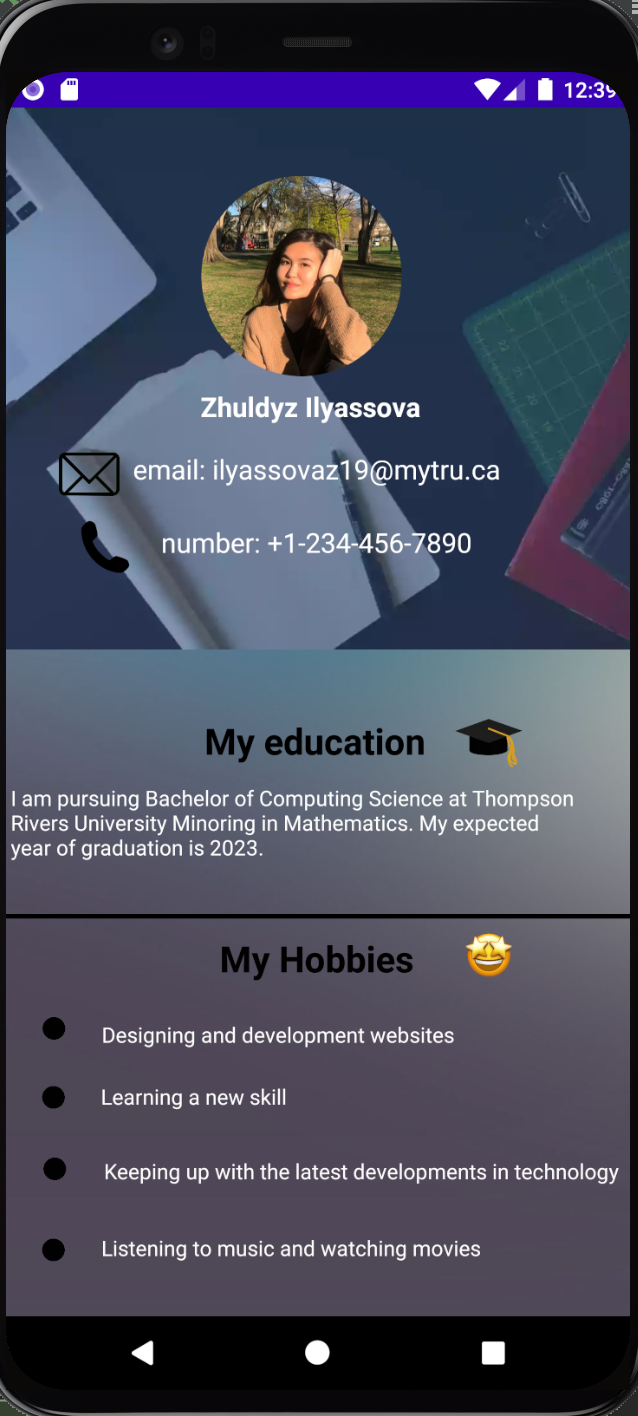 12:39
Zhuldyz Ilyassova
email: ilyassovaz19@mytru.ca
number: +1-234-456-7890
My education
I am pursuing Bachelor of Computing Science at Thompson
Rivers University Minoring in Mathematics. My expected
year of graduation is 2023.
My Hobbies
Designing and development websites
Learning a new skill
Keeping up with the latest developments in technology
Listening to music and watching movies